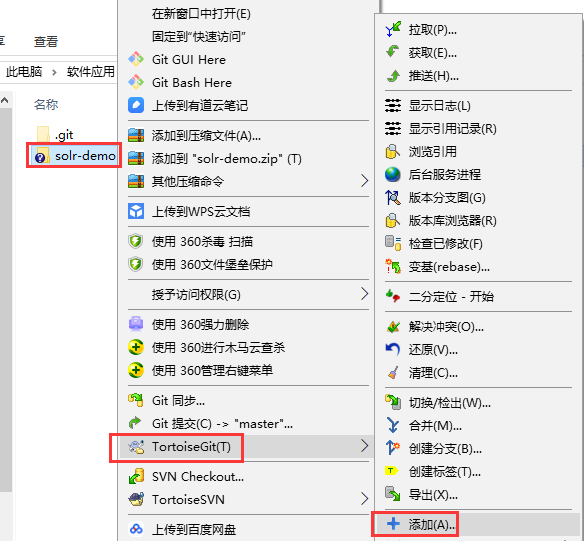 查看
此电脑
软件应用
名称
.git
solr-demo
在新窗口中打开(E)
固定到"快速访问"
Git GUI Here
Git Bash Here
上传到有道云笔记
添加到压缩文件(A)...
添加到 "solr-demo.zip" (T)
其他压缩命令
上传到WPS云文档
使用 360杀毒 扫描
使用 360文件堡垒保护
授予访问权限(G)
使用 360强力删除
使用 360进行木马云查杀
使用 360管理右键菜单
Git 同步...
Git 提交(C) -> "master"...
TortoiseGit(T)
SVN Checkout...
TortoiseSVN
上传到百度网盘
拉取(P)...
获取(E)...
推送(H)...
显示日志(L)
显示引用记录(R)
浏览引用
后台服务进程
版本分支图(G)
版本库浏览器(R)
检查已修改(F)
变基(rebase)...
二分定位 - 开始
解决冲突(O)...
还原(V)...
清理(C)...
切换/检出(W)...
合并(M)...
创建分支(B)...
创建标签(T)...
导出(X)...
添加(A)...